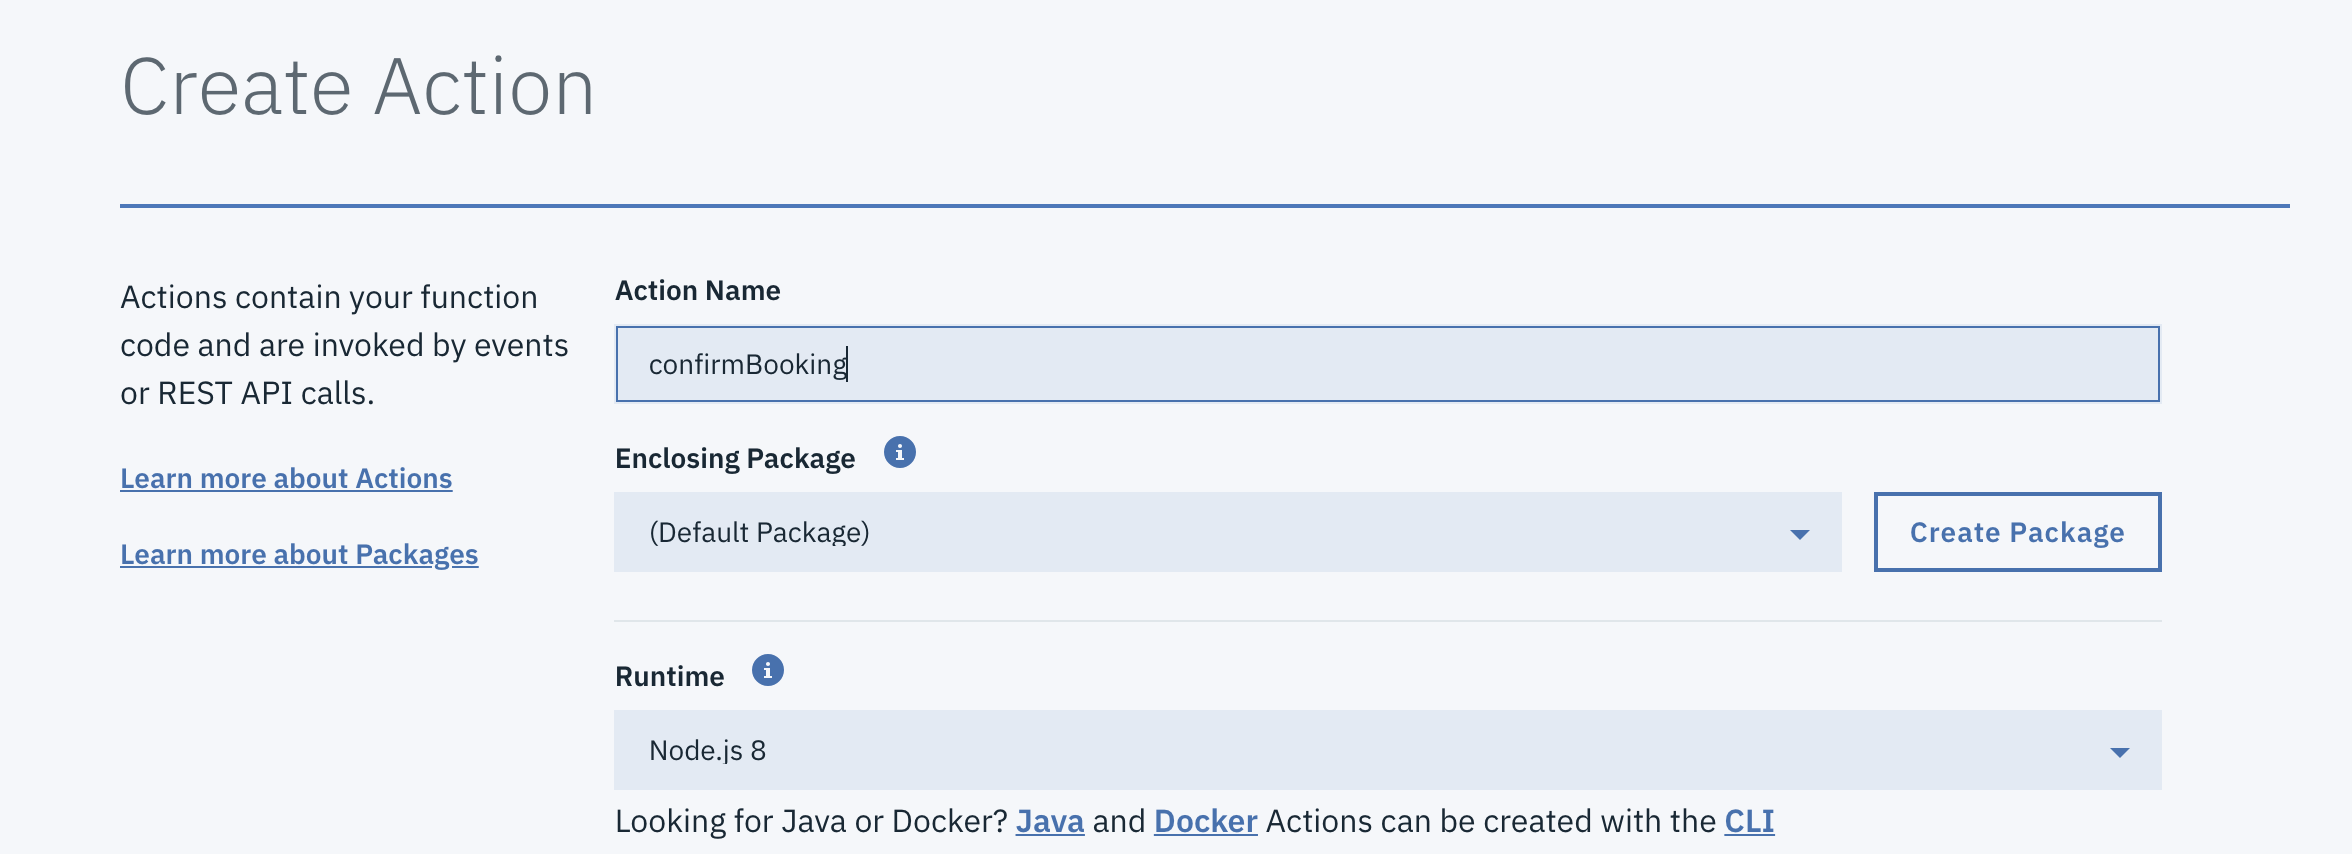 Create Action
Actions contain your function
code and are invoked by events
or REST API calls.
Learn more about Actions
Learn more about Packages
Action Name
confirmBooking
Enclosing Package
(Default Package)
Create Package
Runtime
Node.js 8
Looking for Java or Docker? Java and Docker Actions can be created with the CLI